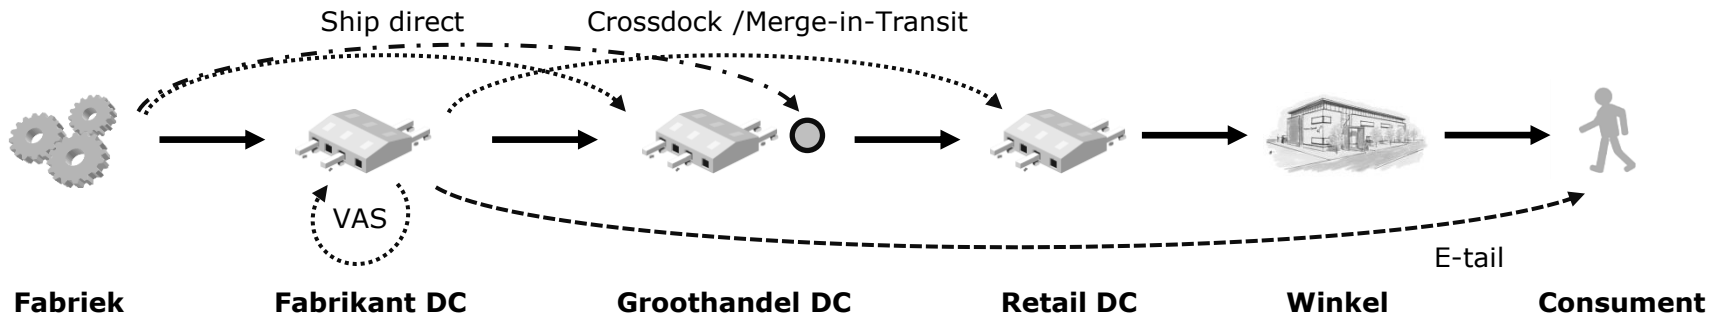 Ship direct
Crossdock /Merge-in-Transit
VAS
E-tail
Fabriek
Fabrikant DC
Groothandel DC
Retail DC
Winkel
Consument